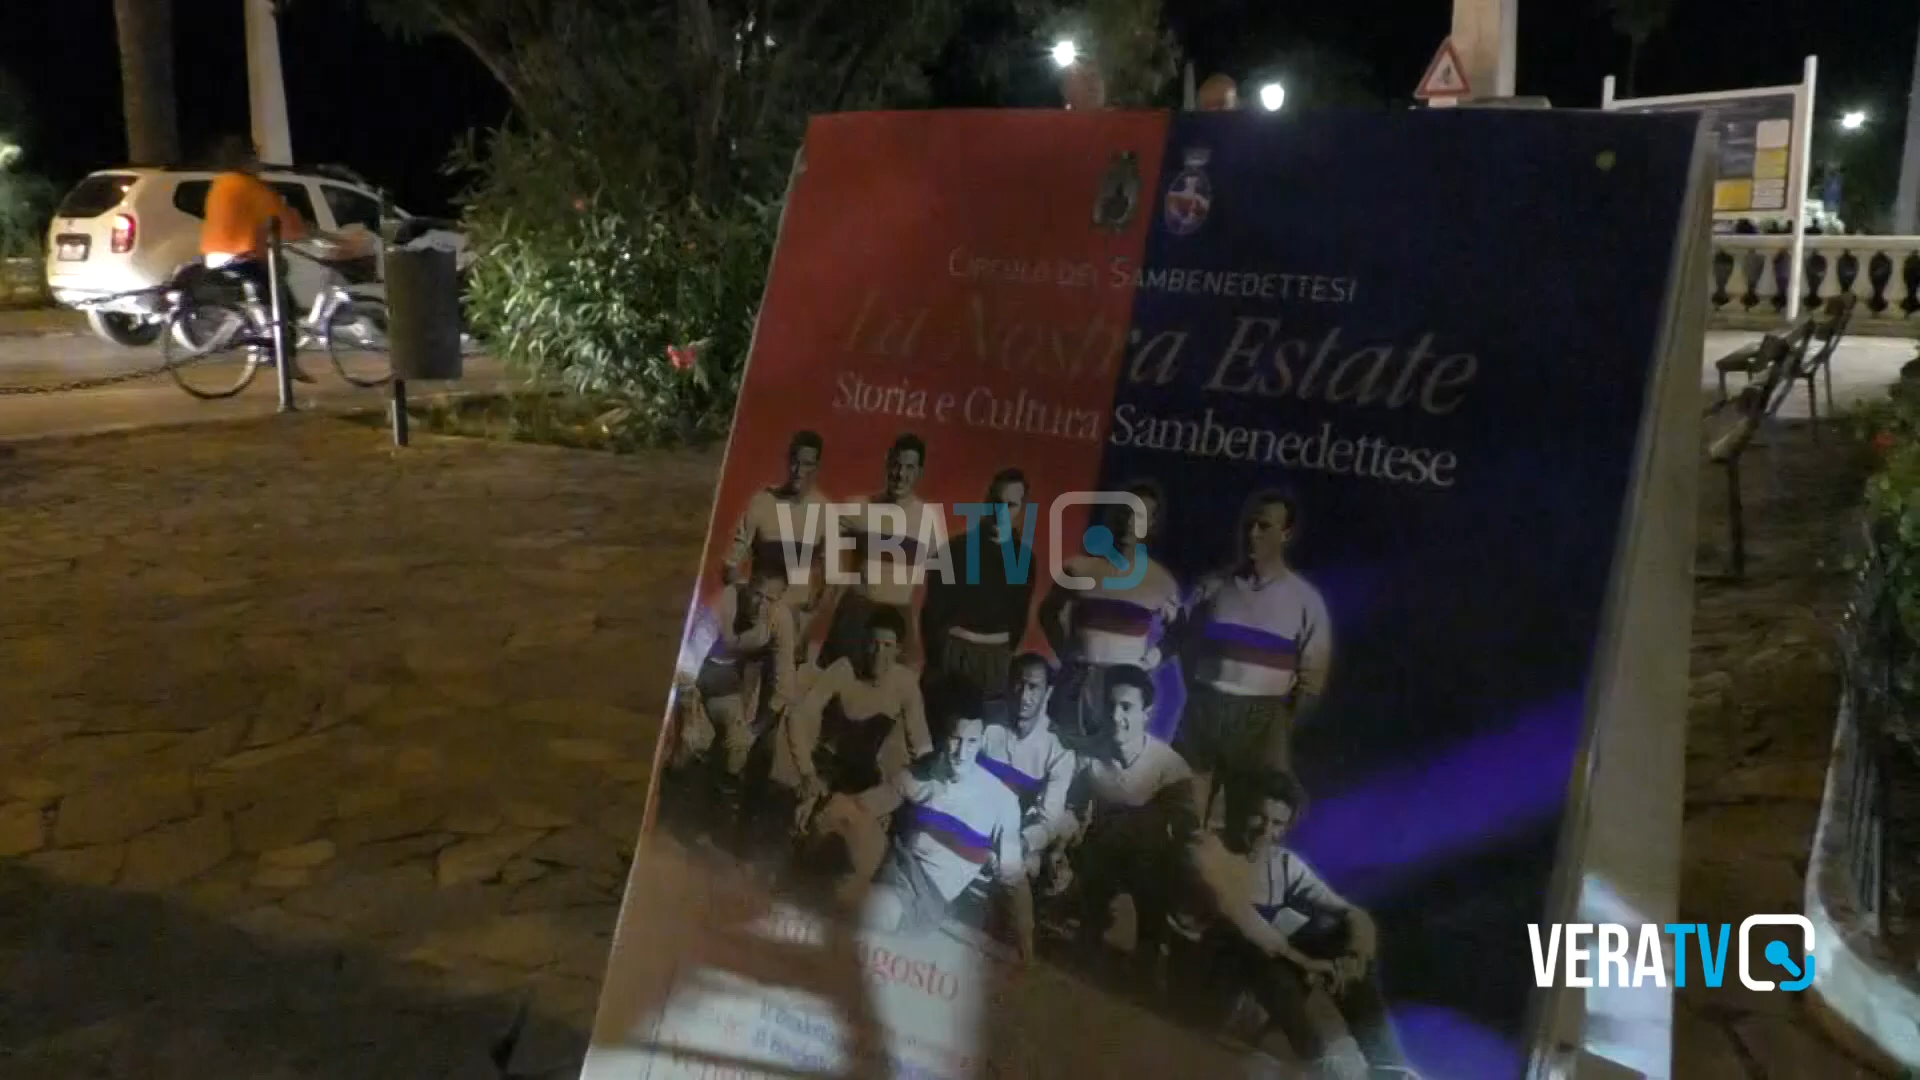 CIRCOLO DEI SAMBENEDETTESI
La Nostra Estate
Storia e Cultura Sambenedettese
VERATV
Agosto
VERATV